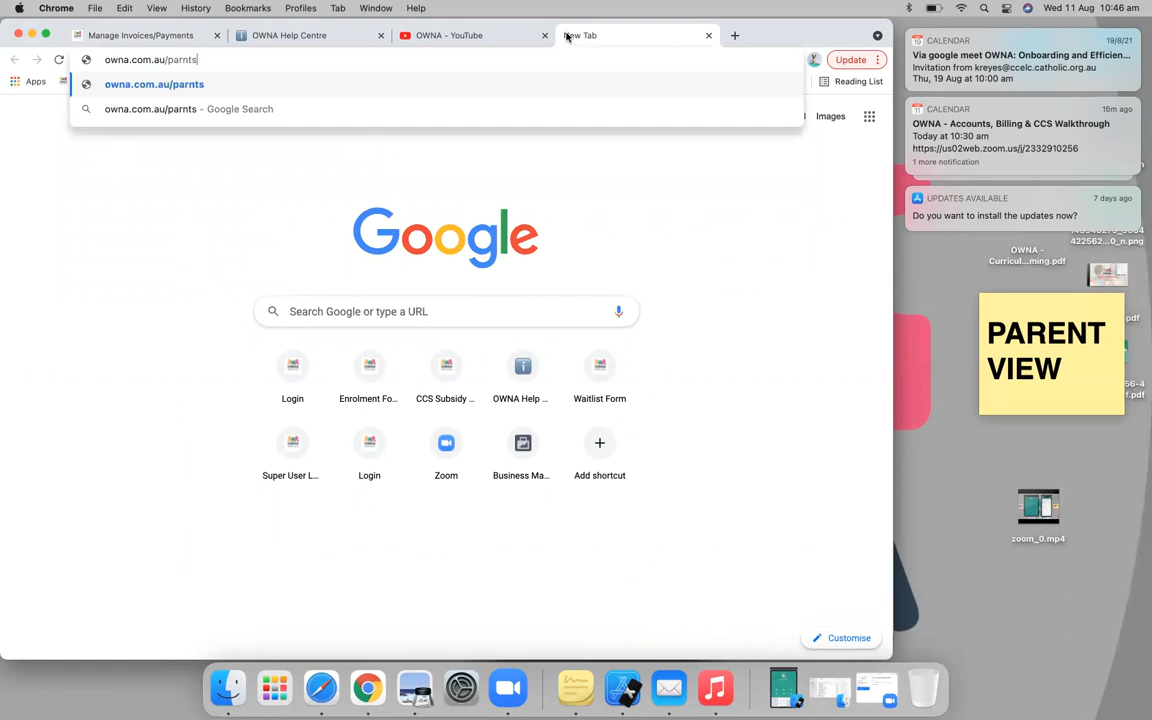 Chrome File Edit View History Bookmarks Profiles Tab Window Help
Wed 11 Aug 10:46 am
Manage Invoices/Payments
OWNA Help Centre
OWNA - YouTube
New Tab
owna.com.au/parnts
Update
Apps
Reading List
owna.com.au/parnts
owna.com.au/parnts - Google Search
Images
Google
Search Google or type a URL
Login
Enrolment Fo...
CCS Subsidy ...
OWNA Help ...
Waitlist Form
Super User L...
Login
Zoom
Business Ma...
Add shortcut
Customise
CALENDAR 19/8/21
Via google meet OWNA: Onboarding and Efficien...
Invitation from kreyes@ccelc.catholic.org.au
Thu, 19 Aug at 10:00 am
CALENDAR 15m ago
OWNA - Accounts, Billing & CCS Walkthrough
Today at 10:30 am
https://us02web.zoom.us/j/2332910256
1 more notification
UPDATES AVAILABLE 7 days ago
Do you want to install the updates now?
422562...0_n.png
OWNA -
Curricul...ming.pdf
PARENT
VIEW
zoom_0.mp4